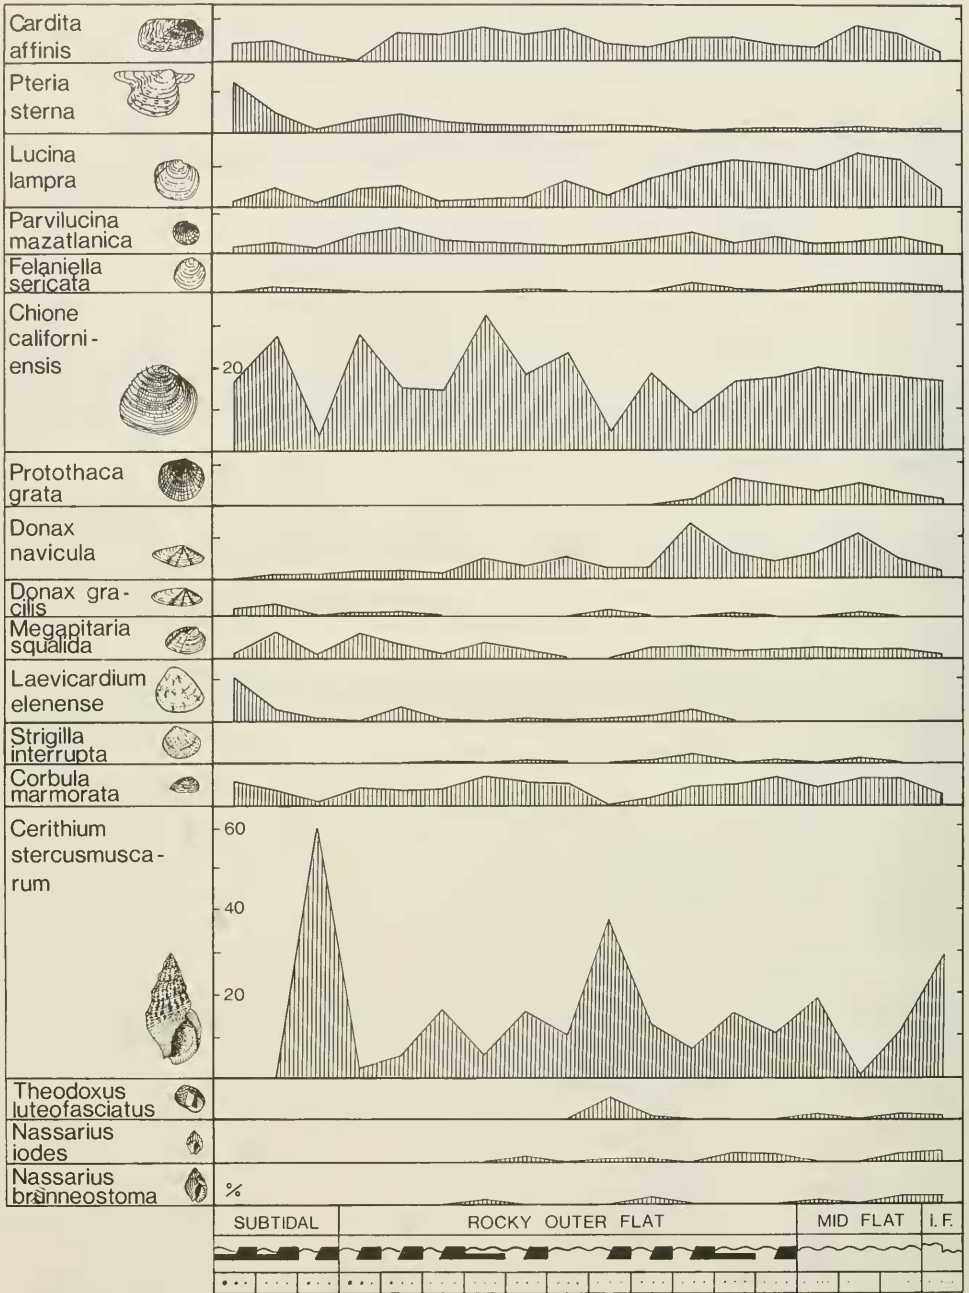 Cardita
affinis
Pteria
sterna
Lucina
lampra
Parvilucina
mazatlanica
Felaniella
sericata
Chione
californi-
ensis
20
Protothaca
grata
Donax
navicula
Donax gra-
cilis
Megapitaria
squalida
Laevicardium
elenense
Strigilla
interrupta
Corbula
marmorata
Cerithium
stercusmusca-
rum
60
40
20
Theodoxus
luteofasciatus
Nassarius
iodes
Nassarius
brunneostoma
%
SUBTIDAL
ROCKY OUTER FLAT
MID FLAT
I. F.